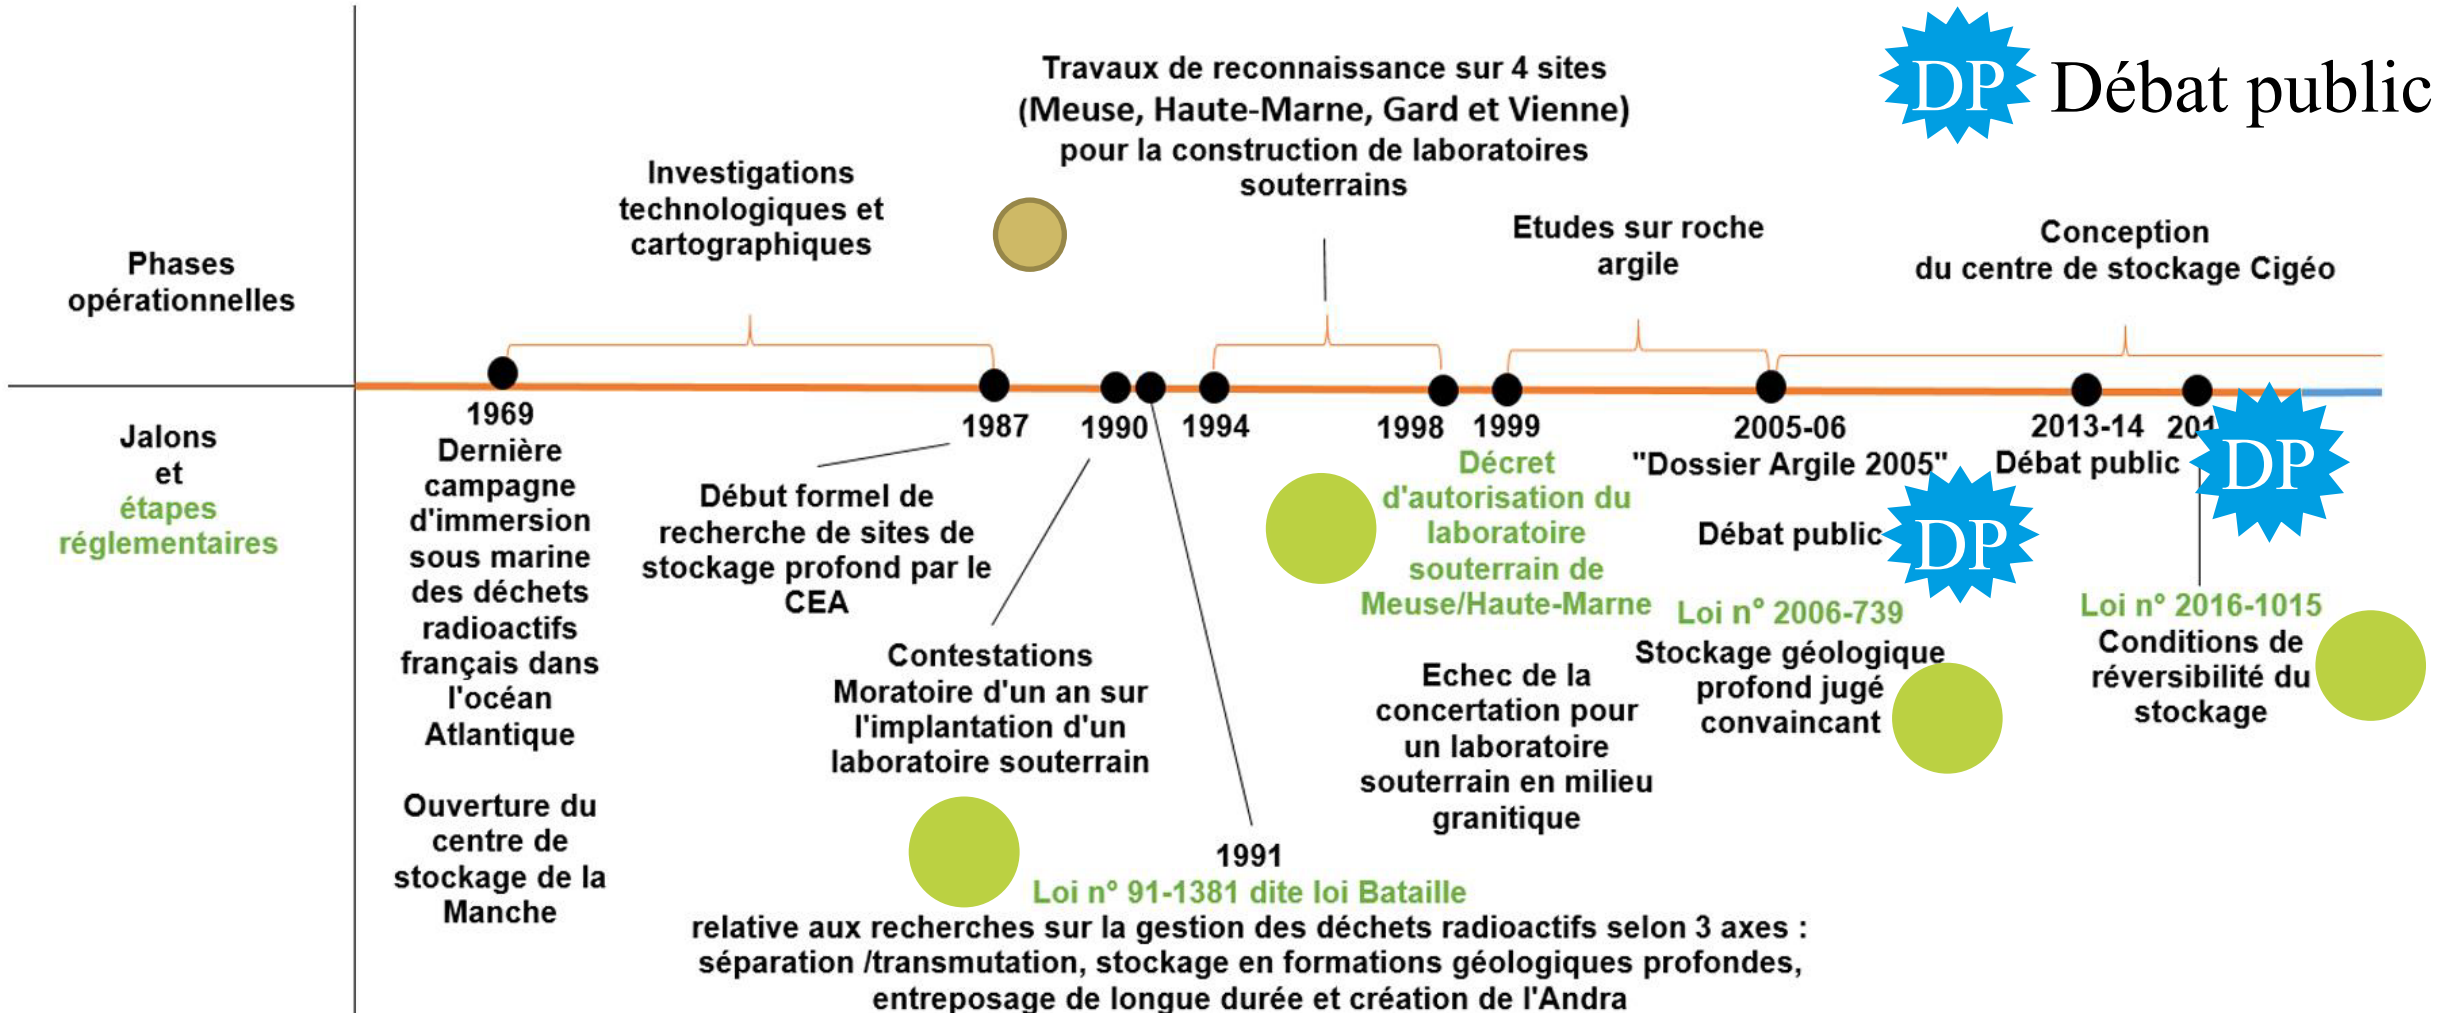 DP Débat public
Travaux de reconnaissance sur 4 sites
(Meuse, Haute-Marne, Gard et Vienne)
pour la construction de laboratoires
souterrains
Investigations
technologiques et
cartographiques
Etudes sur roche
argile
Conception
du centre de stockage Cigéo
Phases
opérationnelles
Jalons
et
étapes
réglementaires
1969
Dernière
campagne
d'immersion
sous marine
des déchets
radioactifs
français dans
l'océan
Atlantique
Ouverture du
centre de
stockage de la
Manche
1987
Début formel de
recherche de sites de
stockage profond par le
CEA
1990
Contestations
Moratoire d'un an sur
l'implantation d'un
laboratoire souterrain
1991
Loi n° 91-1381 dite loi Bataille
relative aux recherches sur la gestion des déchets radioactifs selon 3 axes :
séparation /transmutation, stockage en formations géologiques profondes,
entreposage de longue durée et création de l'Andra
1994
1998
1999
Décret
d'autorisation du
laboratoire
souterrain de
Meuse/Haute-Marne
Echec de la
concertation pour
un laboratoire
souterrain en milieu
granitique
2005-06
"Dossier Argile 2005"
Débat public
DP
Loi n° 2006-739
Stockage géologique
profond jugé
convaincant
2013-14
Débat public
DP
Loi n° 2016-1015
Conditions de
réversibilité du
stockage